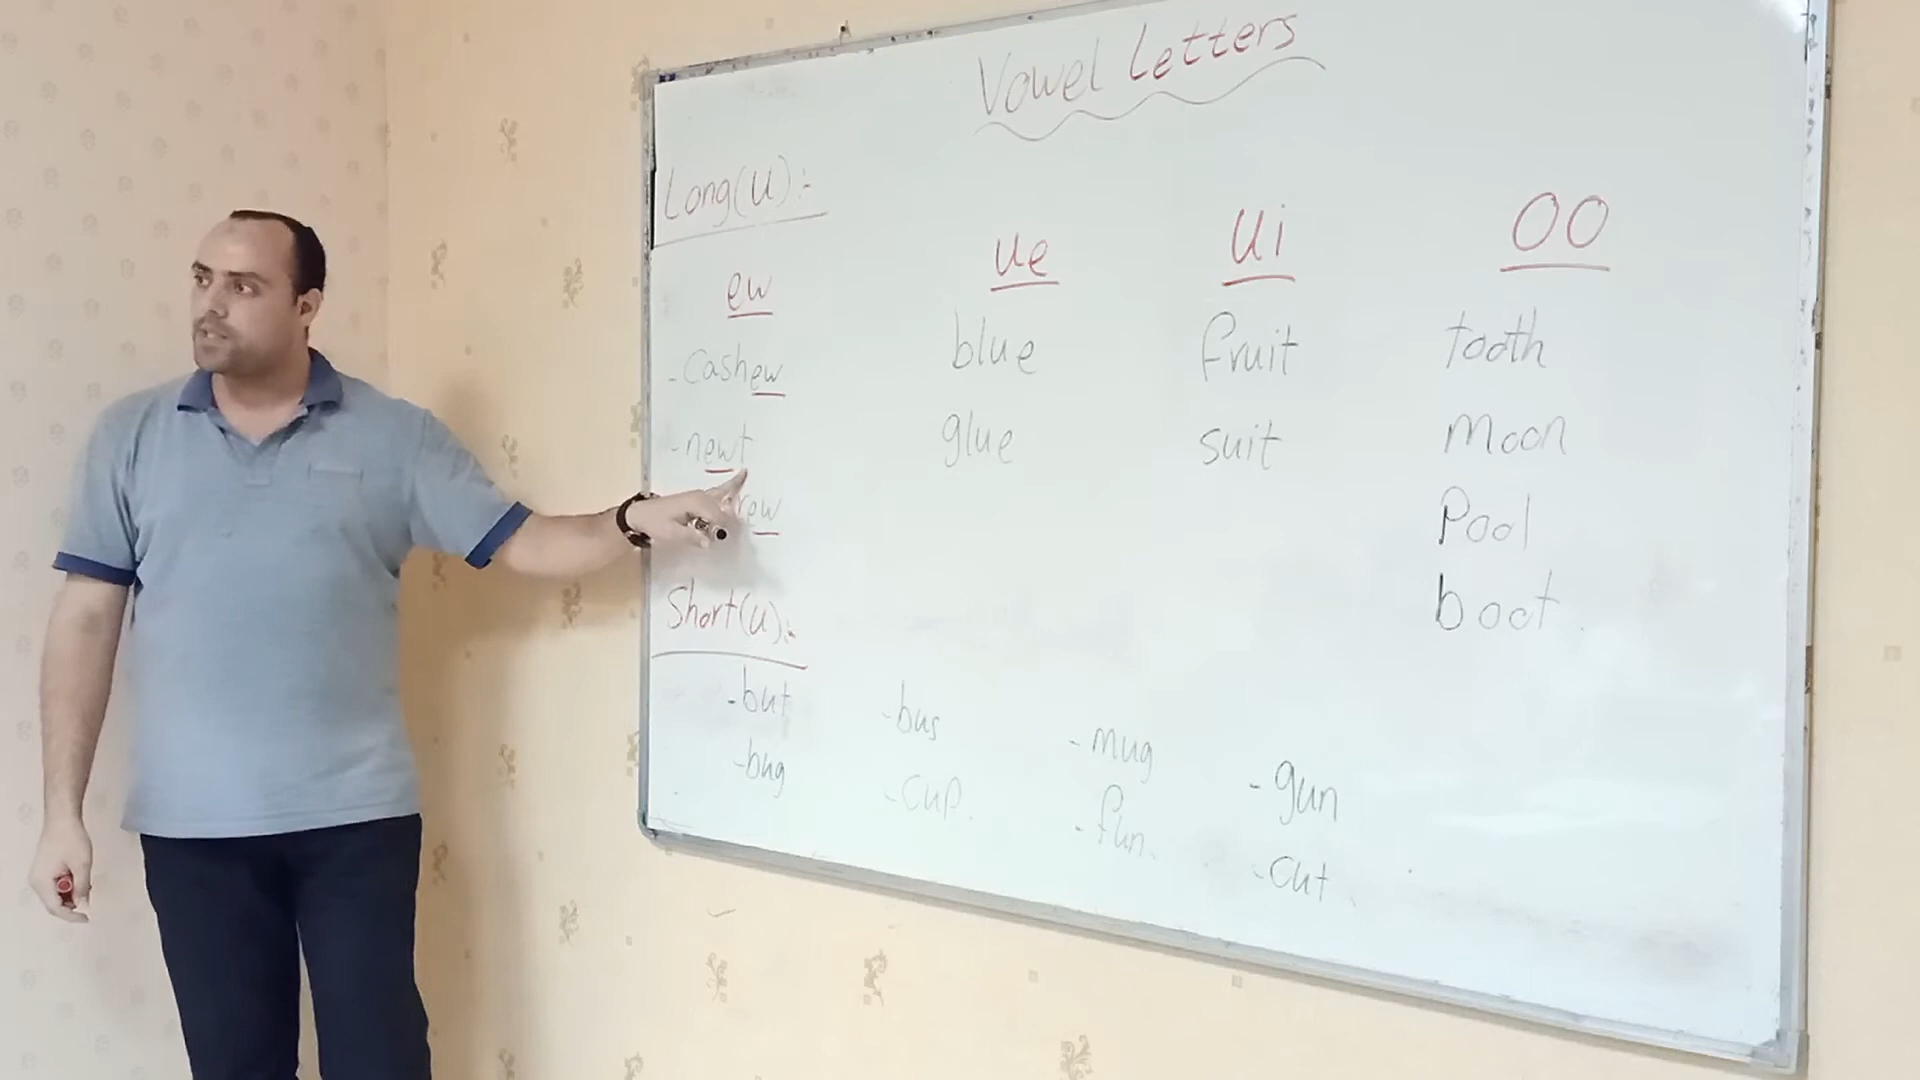 Vowel Letters
Long(U):-
ew
ue
ui
OO
-cashew
blue
fruit
tooth
-newt
glue
suit
moon
Pool
boot
Short(u):-
-but
-bus
-mug
-gun
-bug
-cup.
-fun.
-cut.